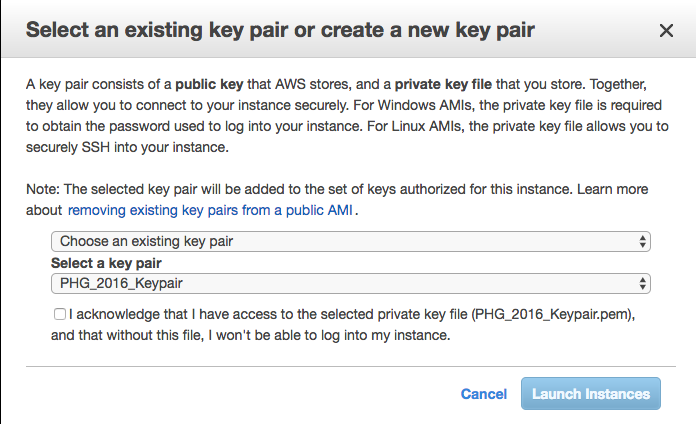 Select an existing key pair or create a new key pair
A key pair consists of a public key that AWS stores, and a private key file that you store. Together,
they allow you to connect to your instance securely. For Windows AMIs, the private key file is required
to obtain the password used to log into your instance. For Linux AMIs, the private key file allows you to
securely SSH into your instance.
Note: The selected key pair will be added to the set of keys authorized for this instance. Learn more
about removing existing key pairs from a public AMI.
Choose an existing key pair
Select a key pair
PHG_2016_Keypair
I acknowledge that I have access to the selected private key file (PHG_2016_Keypair.pem),
and that without this file, I won't be able to log into my instance.
Cancel Launch Instances